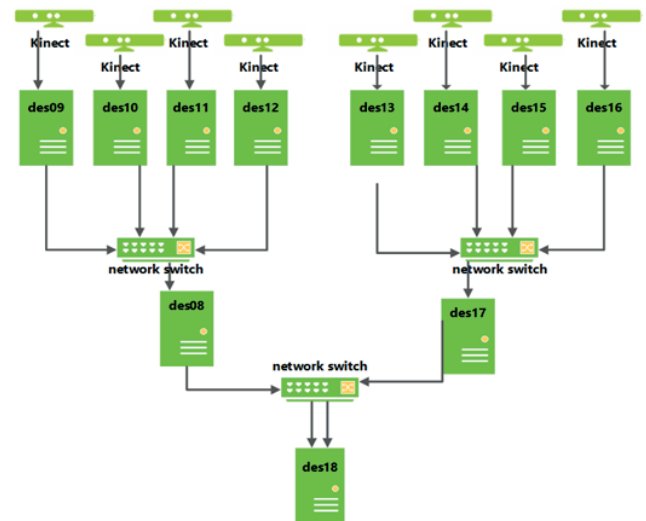 Kinect
Kinect
Kinect
Kinect
Kinect
Kinect
Kinect
Kinect
des09
des10
des11
des12
des13
des14
des15
des16
network switch
network switch
des08
des17
network switch
des18